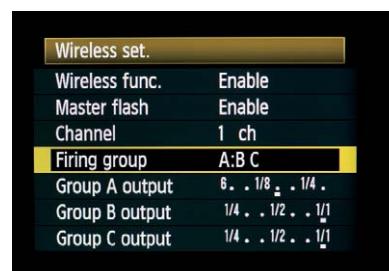 Wireless set.
Wireless func. Enable
Master flash Enable
Channel 1 ch
Firing group A:B C
Group A output 6. . 1/8 . . 1/4 .
Group B output 1/4 . . 1/2 . . 1/1
Group C output 1/4 . . 1/2 . . 1/1